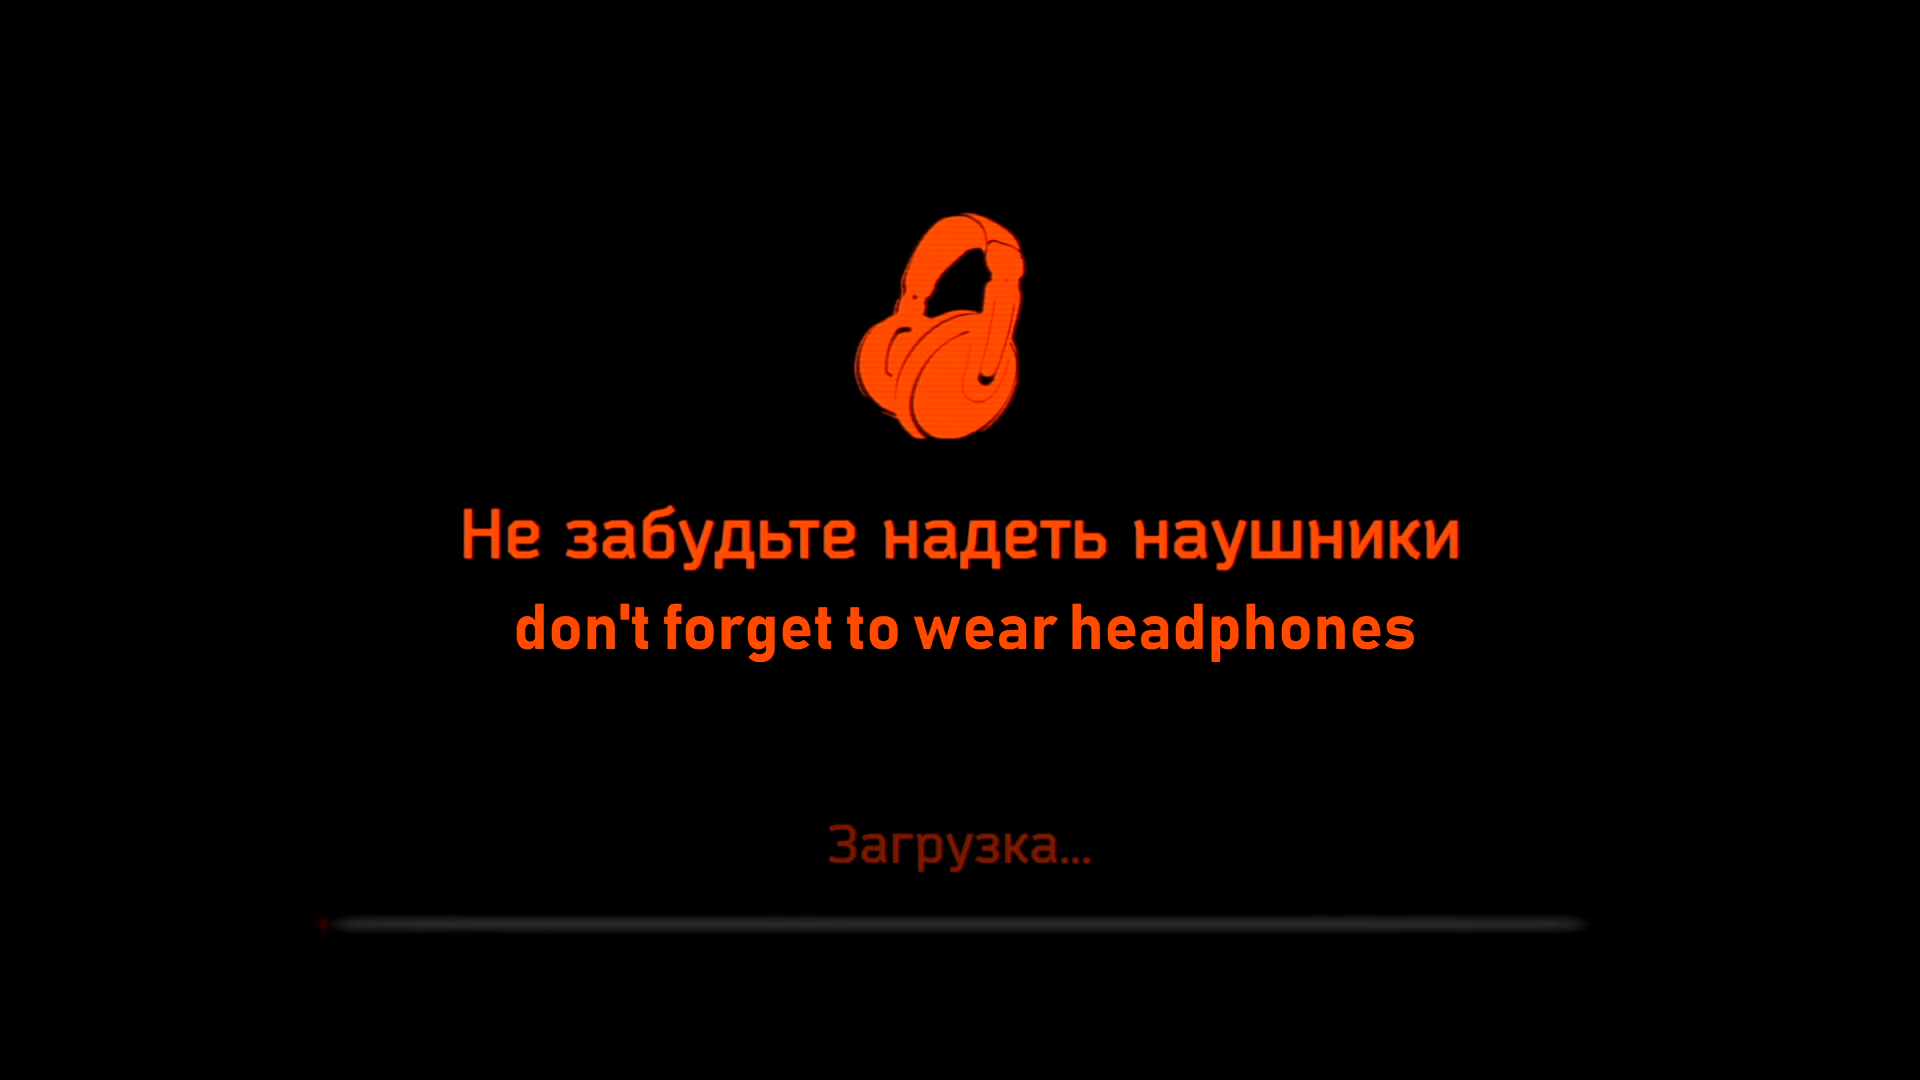 Не забудьте надеть наушники
don't forget to wear headphones
Загрузка...